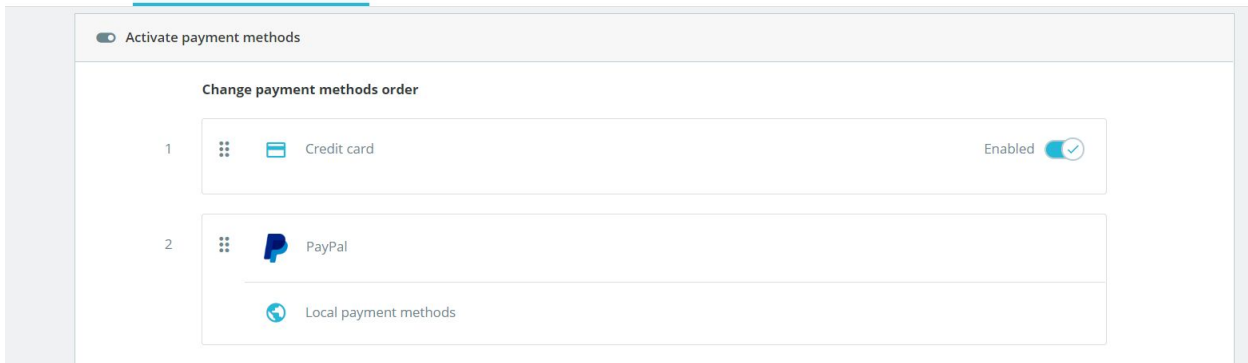 Activate payment methods
Change payment methods order
1 Credit card Enabled
2 PayPal
Local payment methods